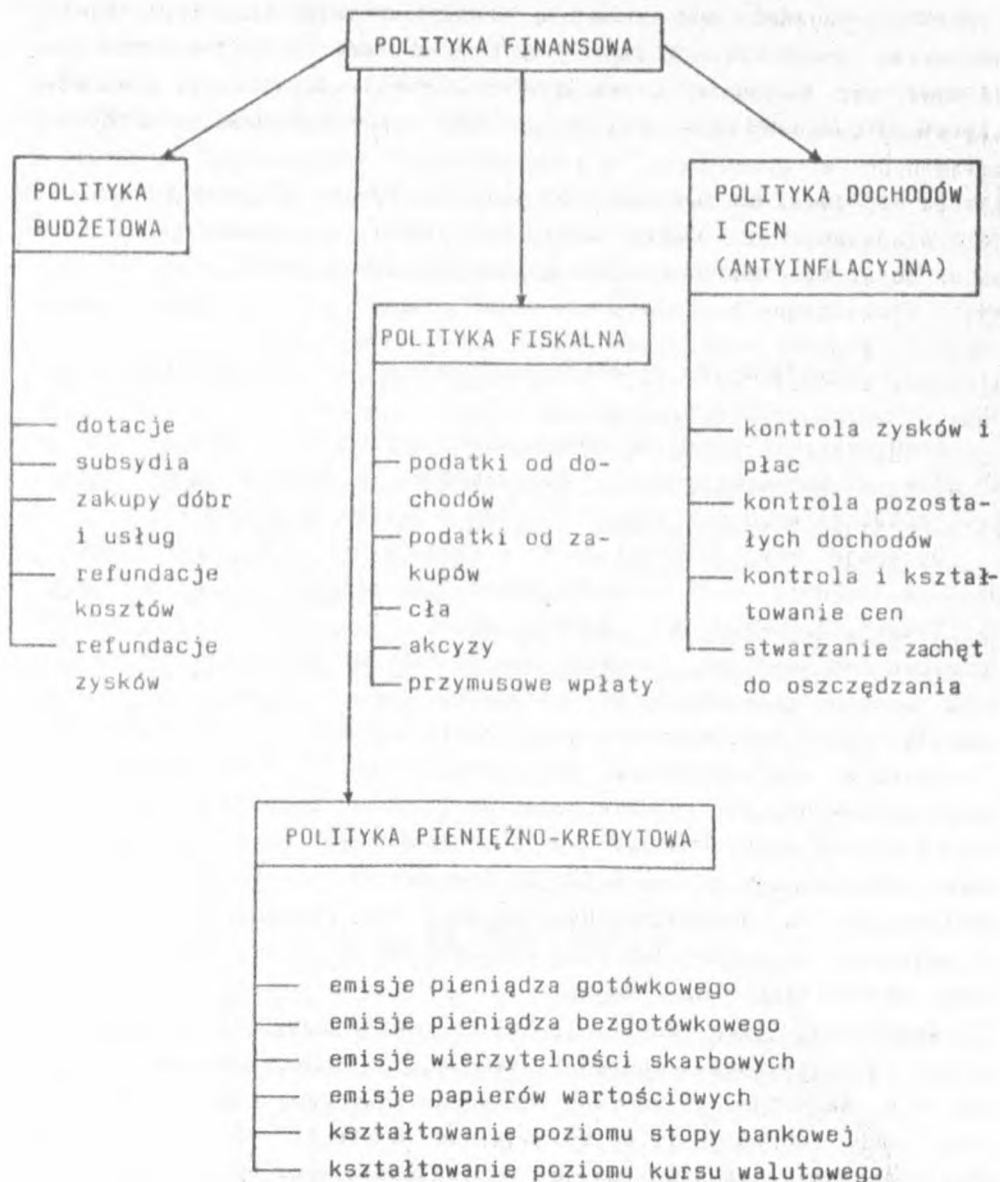 POLITYKA FINANSOWA
POLITYKA
BUDŻETOWA
dotacje
subsydia
zakupy dóbr
i usług
refundacje
kosztów
refundacje
zysków
POLITYKA FISKALNA
podatki od do-
chodów
podatki od za-
kupów
cła
akcyzy
przymusowe wpłaty
POLITYKA DOCHODÓW
I CEN
(ANTYINFLACYJNA)
kontrola zysków i
płac
kontrola pozosta-
łych dochodów
kontrola i kształ-
towanie cen
stwarzanie zachęt
do oszczędzania
POLITYKA PIENIĘŻNO-KREDYTOWA
emisje pieniądza gotówkowego
emisje pieniądza bezgotówkowego
emisje wierzytelności skarbowych
emisje papierów wartościowych
kształtowanie poziomu stopy bankowej
kształtowanie poziomu kursu walutowego